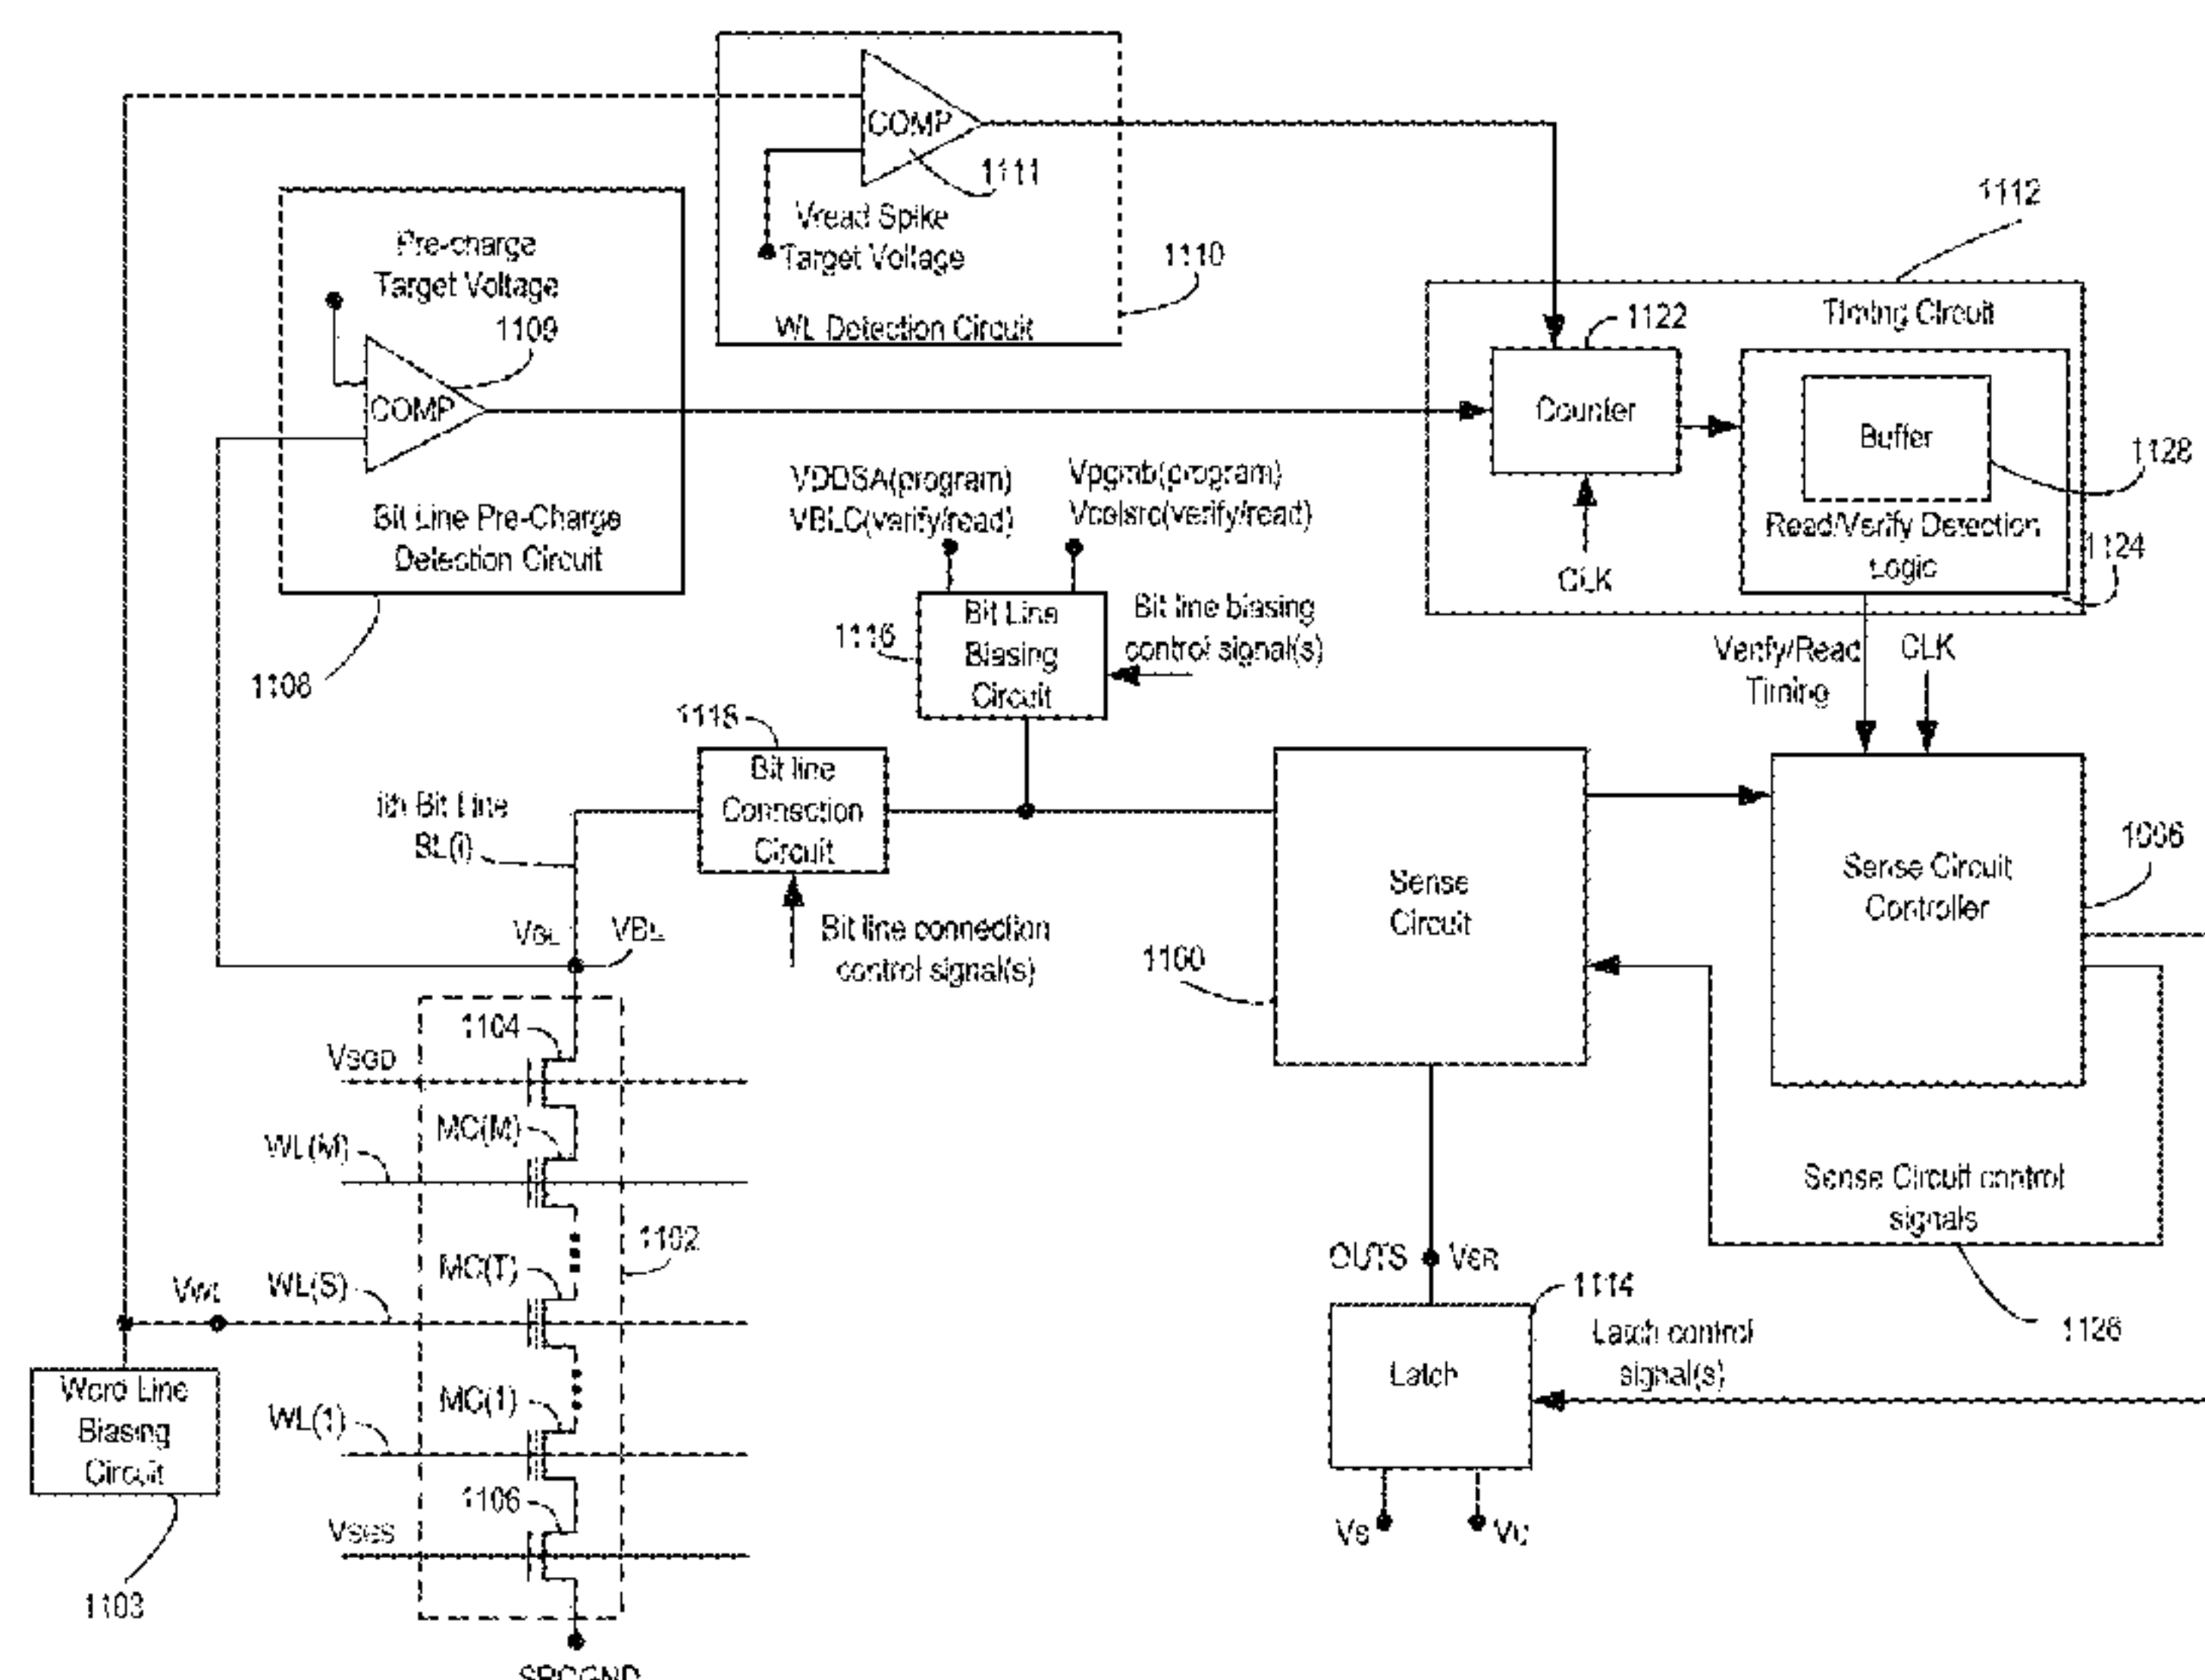 COMP
1111
Vread Spike
Target Voltage
WL Detection Circuit
1110
1112
Pre-charge
Target Voltage
1109
COMP
Bit Line Pre-Charge
Detection Circuit
1108
Timing Circuit
1122
Counter
CLK
Buffer
1128
Read/Verify Detection
Logic
1124
VDDSA(program)
VBLC(verify/read)
Vpgmb(program)
Vcelsrc(verify/read)
1116
Bit Line
Biasing
Circuit
Bit line biasing
control signal(s)
Verify/Read
Timing
CLK
1118
Bit line
Connection
Circuit
Bit line connection
control signal(s)
ith Bit Line
BL(i)
VBL
VBL
Sense
Circuit
1100
Sense Circuit
Controller
1006
Sense Circuit control
signals
1126
1104
VSGD
MC(M)
WL(M)
1102
MC(T)
VWL
WL(S)
MC(1)
WL(1)
1106
VSGS
SRCGND
Word Line
Biasing
Circuit
1103
OUTS
VSR
1114
Latch
Latch control
signal(s)
VS